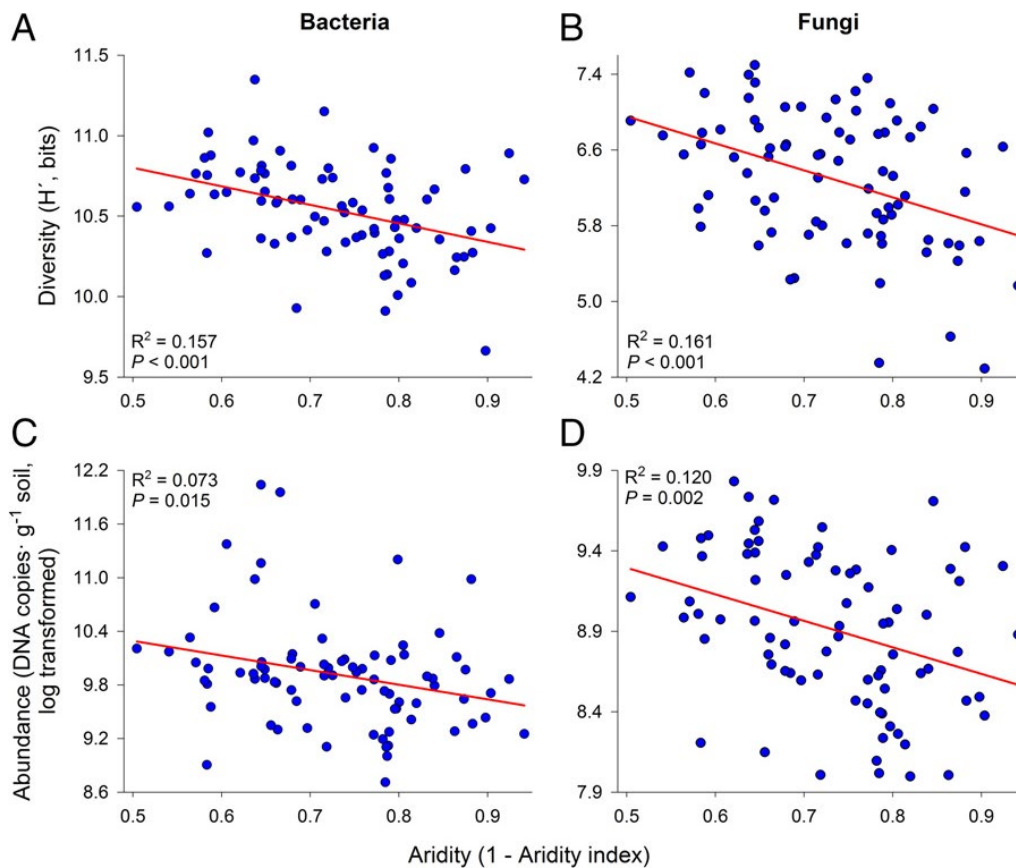 A
Bacteria
B
Fungi
Diversity (H´, bits)
11.5
11.0
10.5
10.0
9.5
R² = 0.157
P < 0.001
0.5 0.6 0.7 0.8 0.9
7.4
6.6
5.8
5.0
4.2
R² = 0.161
P < 0.001
0.5 0.6 0.7 0.8 0.9
C
D
Abundance (DNA copies· g⁻¹ soil,
log transformed)
12.2
11.6
11.0
10.4
9.8
9.2
8.6
R² = 0.073
P = 0.015
0.5 0.6 0.7 0.8 0.9
9.9
9.4
8.9
8.4
7.9
R² = 0.120
P = 0.002
0.5 0.6 0.7 0.8 0.9
Aridity (1 - Aridity index)